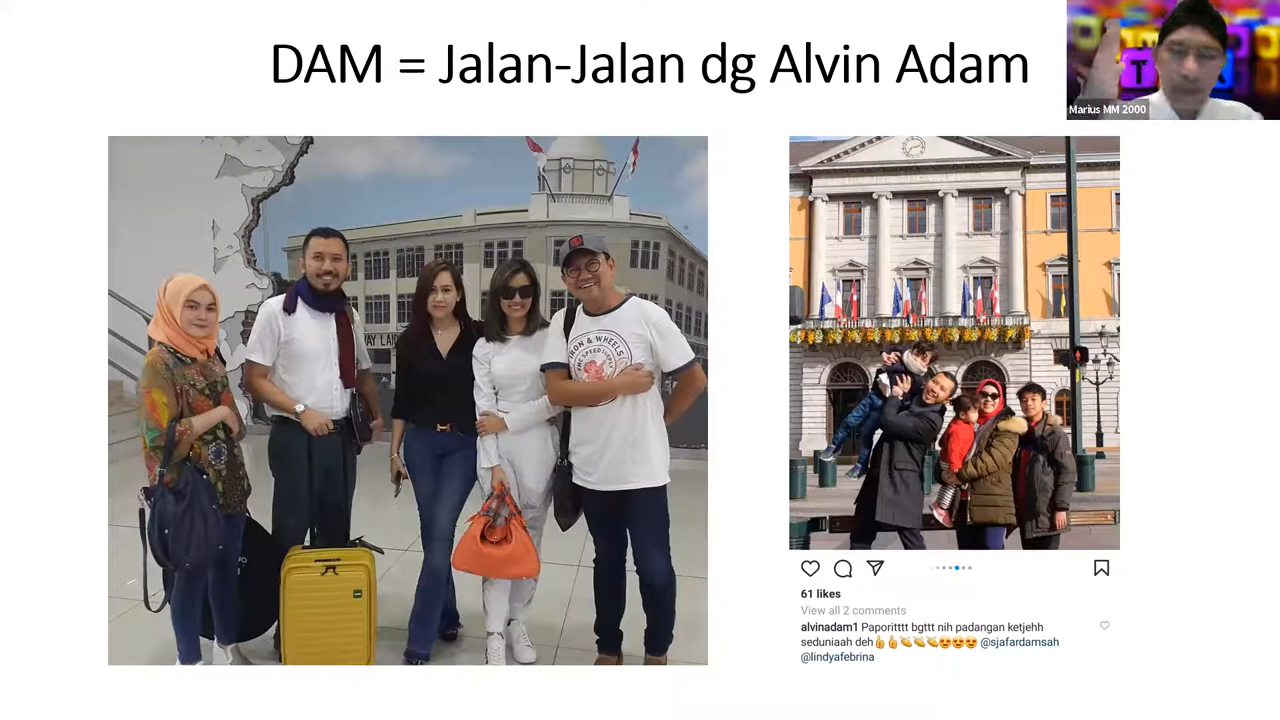 DAM = Jalan-Jalan dg Alvin Adam
Marius MM 2000
IRON & WHEELS
61 likes
View all 2 comments
alvinadam1 Paporitttt bgttt nih padangan ketjehh
seduniaah deh👍👍👏👏👏😍😍😍 @sjafardamsah
@lindyafebrina